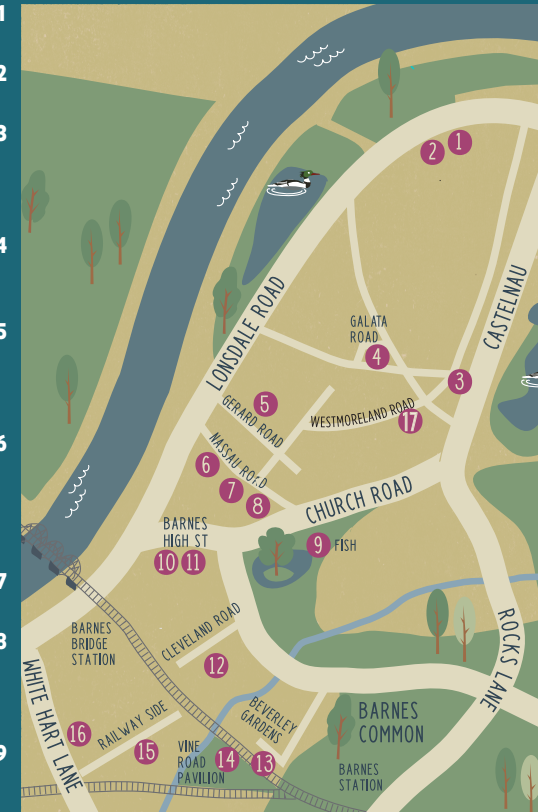 1
2
3
4
5
6
7
8
9
1
2
CASTELNAU
LONSDALE ROAD
GALATA
ROAD
4
3
5
GERARD ROAD
WESTMORELAND ROAD
17
NASSAU ROAD
6
7
8
CHURCH ROAD
BARNES
HIGH ST
10
11
9
FISH
BARNES
BRIDGE
STATION
CLEVELAND ROAD
12
ROCKS LANE
WHITE HART LANE
16
RAILWAY SIDE
15
VINE
ROAD
PAVILION
14
13
BEVERLEY
GARDENS
BARNES
COMMON
BARNES
STATION